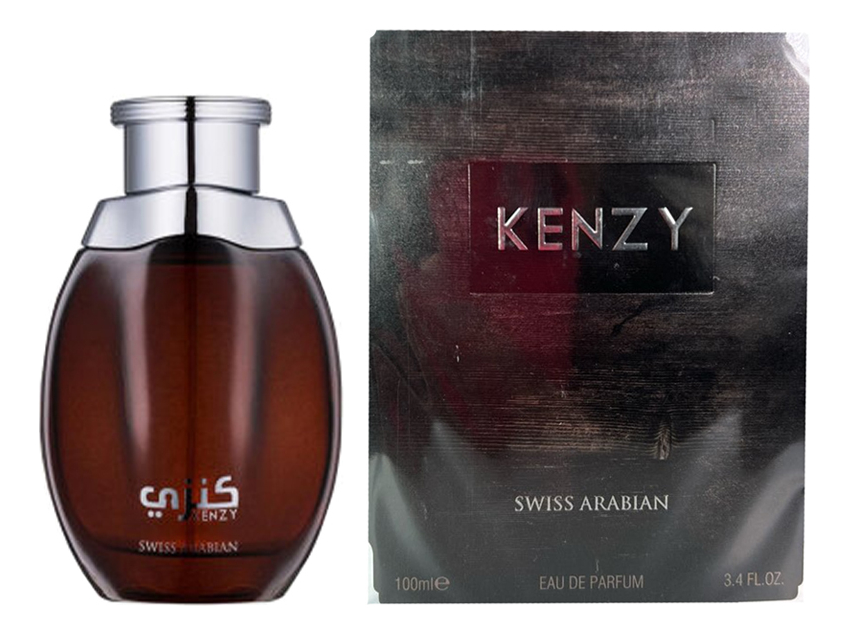 كنزي
KENZY
SWISS ARABIAN
KENZY
SWISS ARABIAN
100ml℮
EAU DE PARFUM
3.4 FL.OZ.